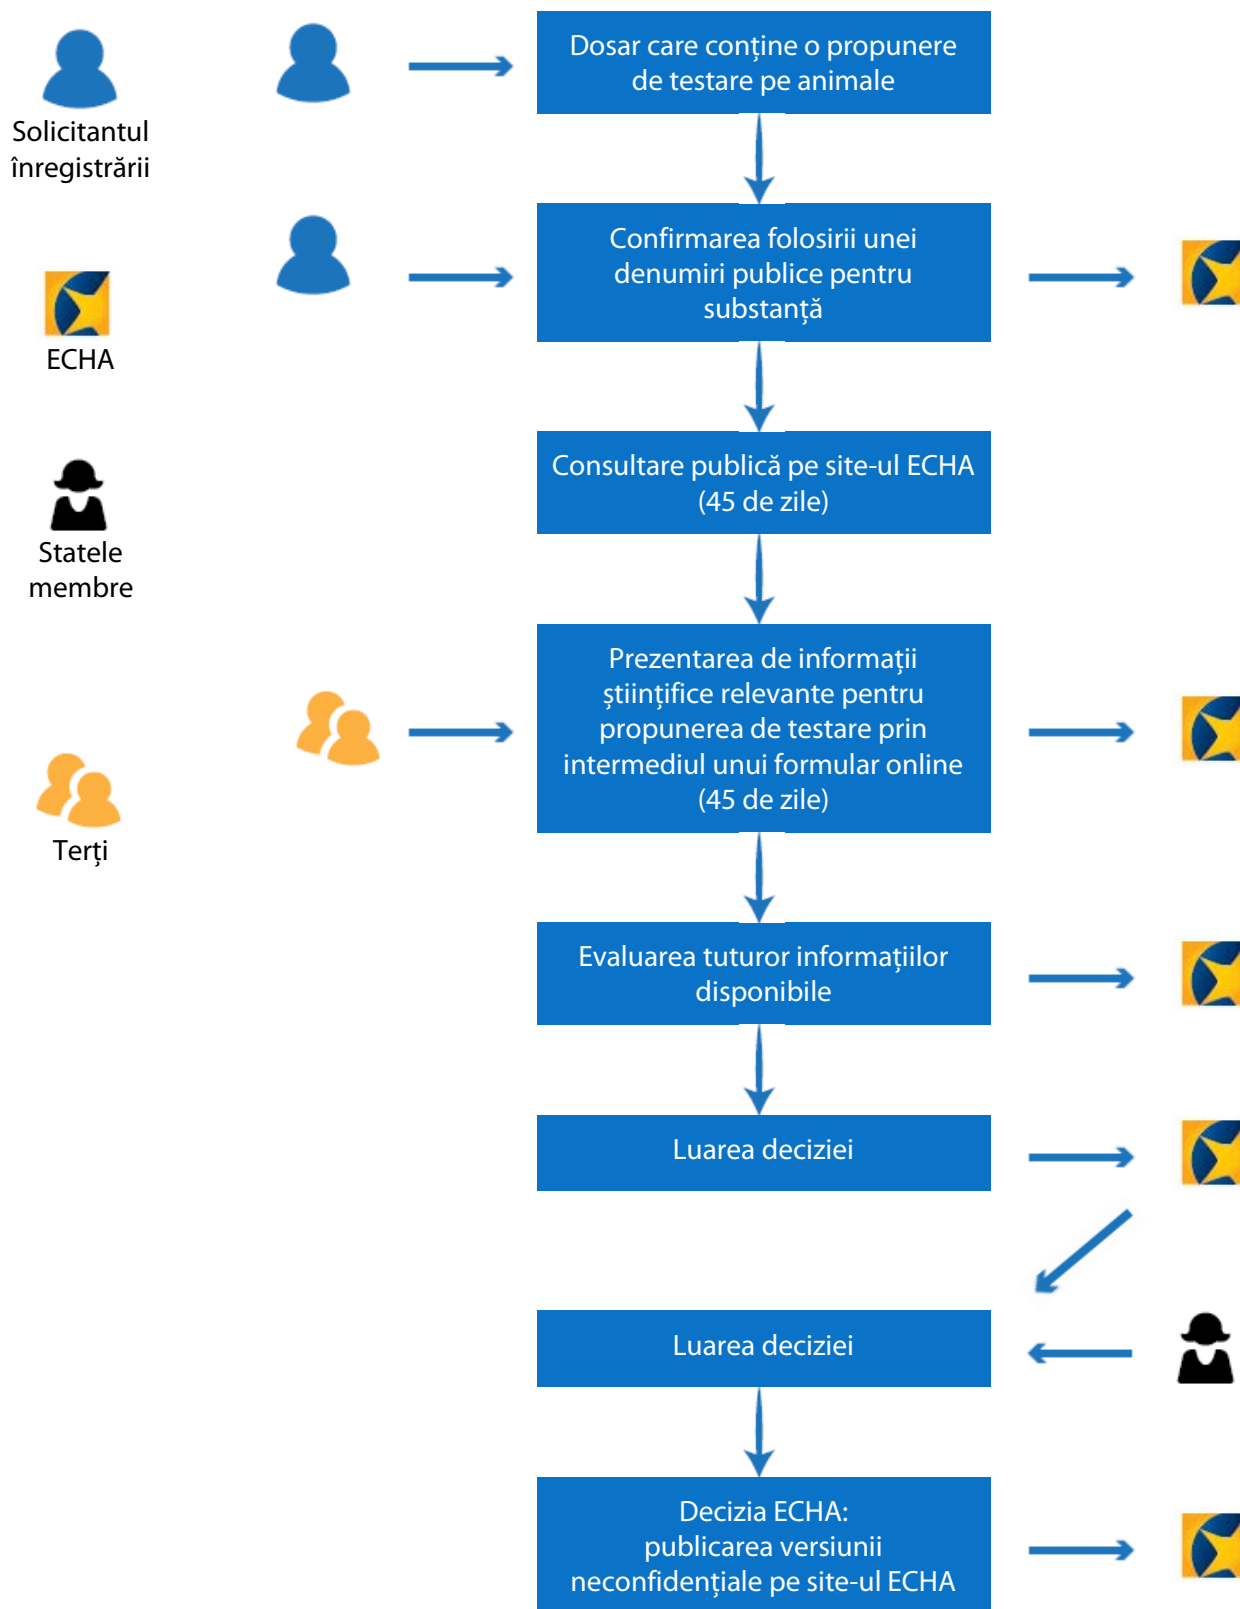 Solicitantul
înregistrării
ECHA
Statele
membre
Terți
Dosar care conține o propunere
de testare pe animale
Confirmarea folosirii unei
denumiri publice pentru
substanță
Consultare publică pe site-ul ECHA
(45 de zile)
Prezentarea de informații
științifice relevante pentru
propunerea de testare prin
intermediul unui formular online
(45 de zile)
Evaluarea tuturor informațiilor
disponibile
Luarea deciziei
Luarea deciziei
Decizia ECHA:
publicarea versiunii
neconfidențiale pe site-ul ECHA